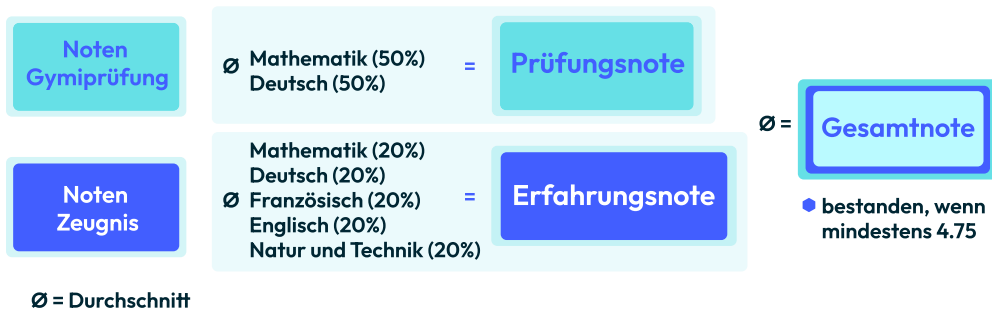 Noten
Gymiprüfung
Ø Mathematik (50%)
Deutsch (50%)
=
Prüfungsnote
Noten
Zeugnis
Mathematik (20%)
Deutsch (20%)
Ø Französisch (20%)
Englisch (20%)
Natur und Technik (20%)
=
Erfahrungsnote
Ø =
Gesamtnote
bestanden, wenn
mindestens 4.75
Ø = Durchschnitt